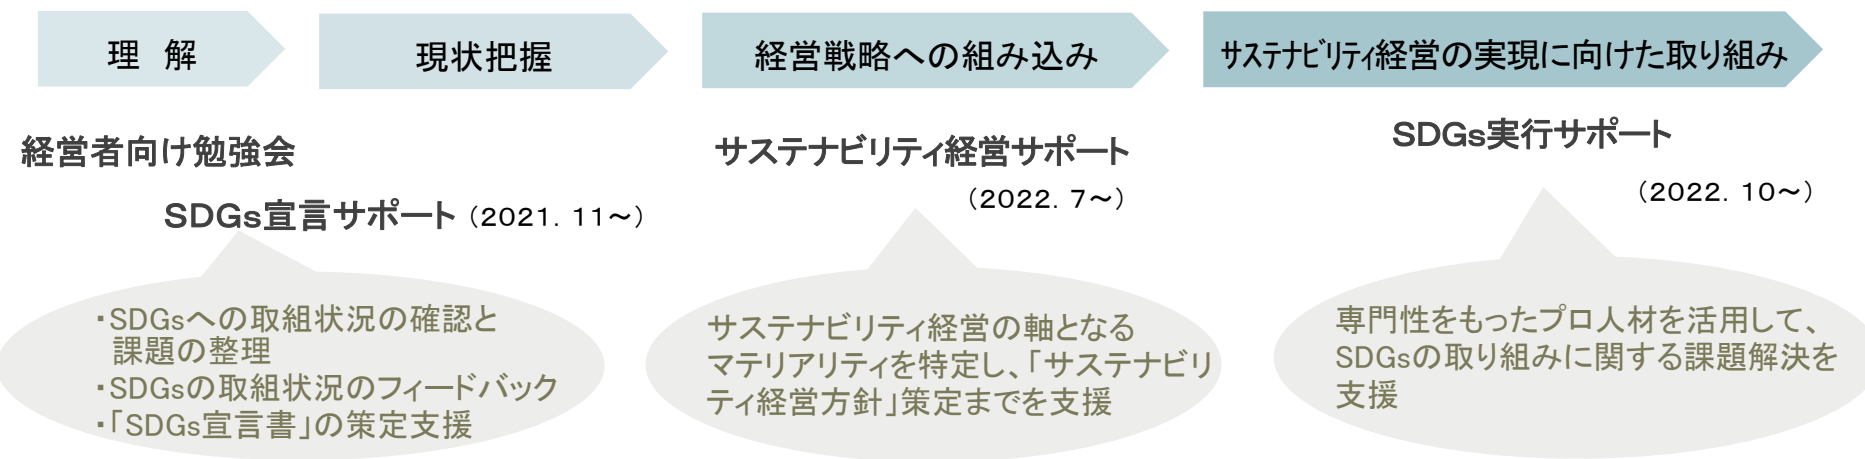 理 解
現状把握
経営戦略への組み込み
サステナビリティ経営の実現に向けた取り組み
経営者向け勉強会
SDGs宣言サポート（2021．11～）
サステナビリティ経営サポート
（2022．7～）
SDGs実行サポート
（2022．10～）
・SDGsへの取組状況の確認と
課題の整理
・SDGsの取組状況のフィードバック
・「SDGs宣言書」の策定支援
サステナビリティ経営の軸となる
マテリアリティを特定し、「サステナビリ
ティ経営方針」策定までを支援
専門性をもったプロ人材を活用して、
SDGsの取り組みに関する課題解決を
支援